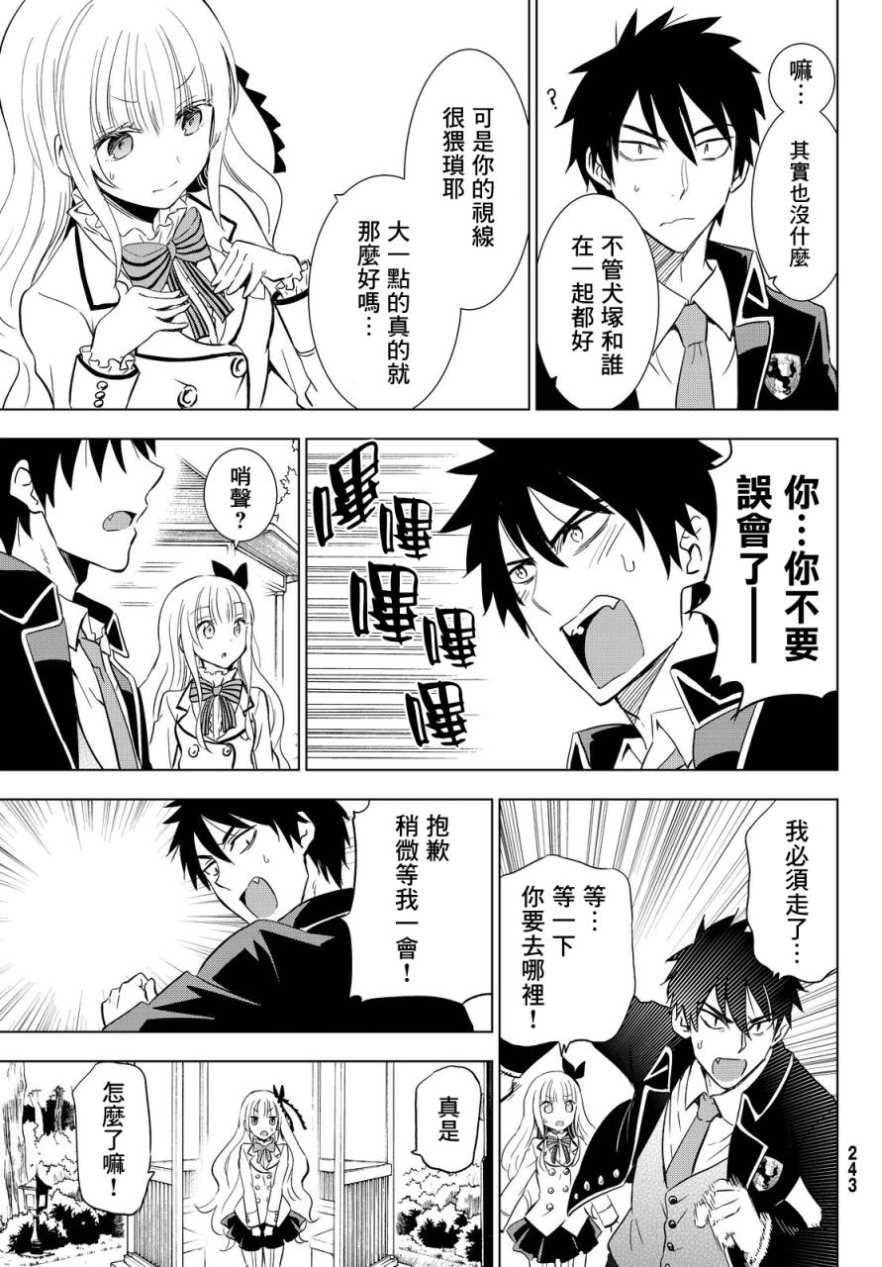 嘛…
其實也沒什麼
?
不管犬塚和誰
在一起都好
可是你的視線
很猥瑣耶
大一點的真的就
那麼好嗎…
你…你不要
誤會了——
嗶
嗶
嗶
嗶
嗶
哨聲?
我必須走了…
等…
等一下
你要去哪裡!
抱歉
稍微等我一會!
真是
怎麼了嘛!
243